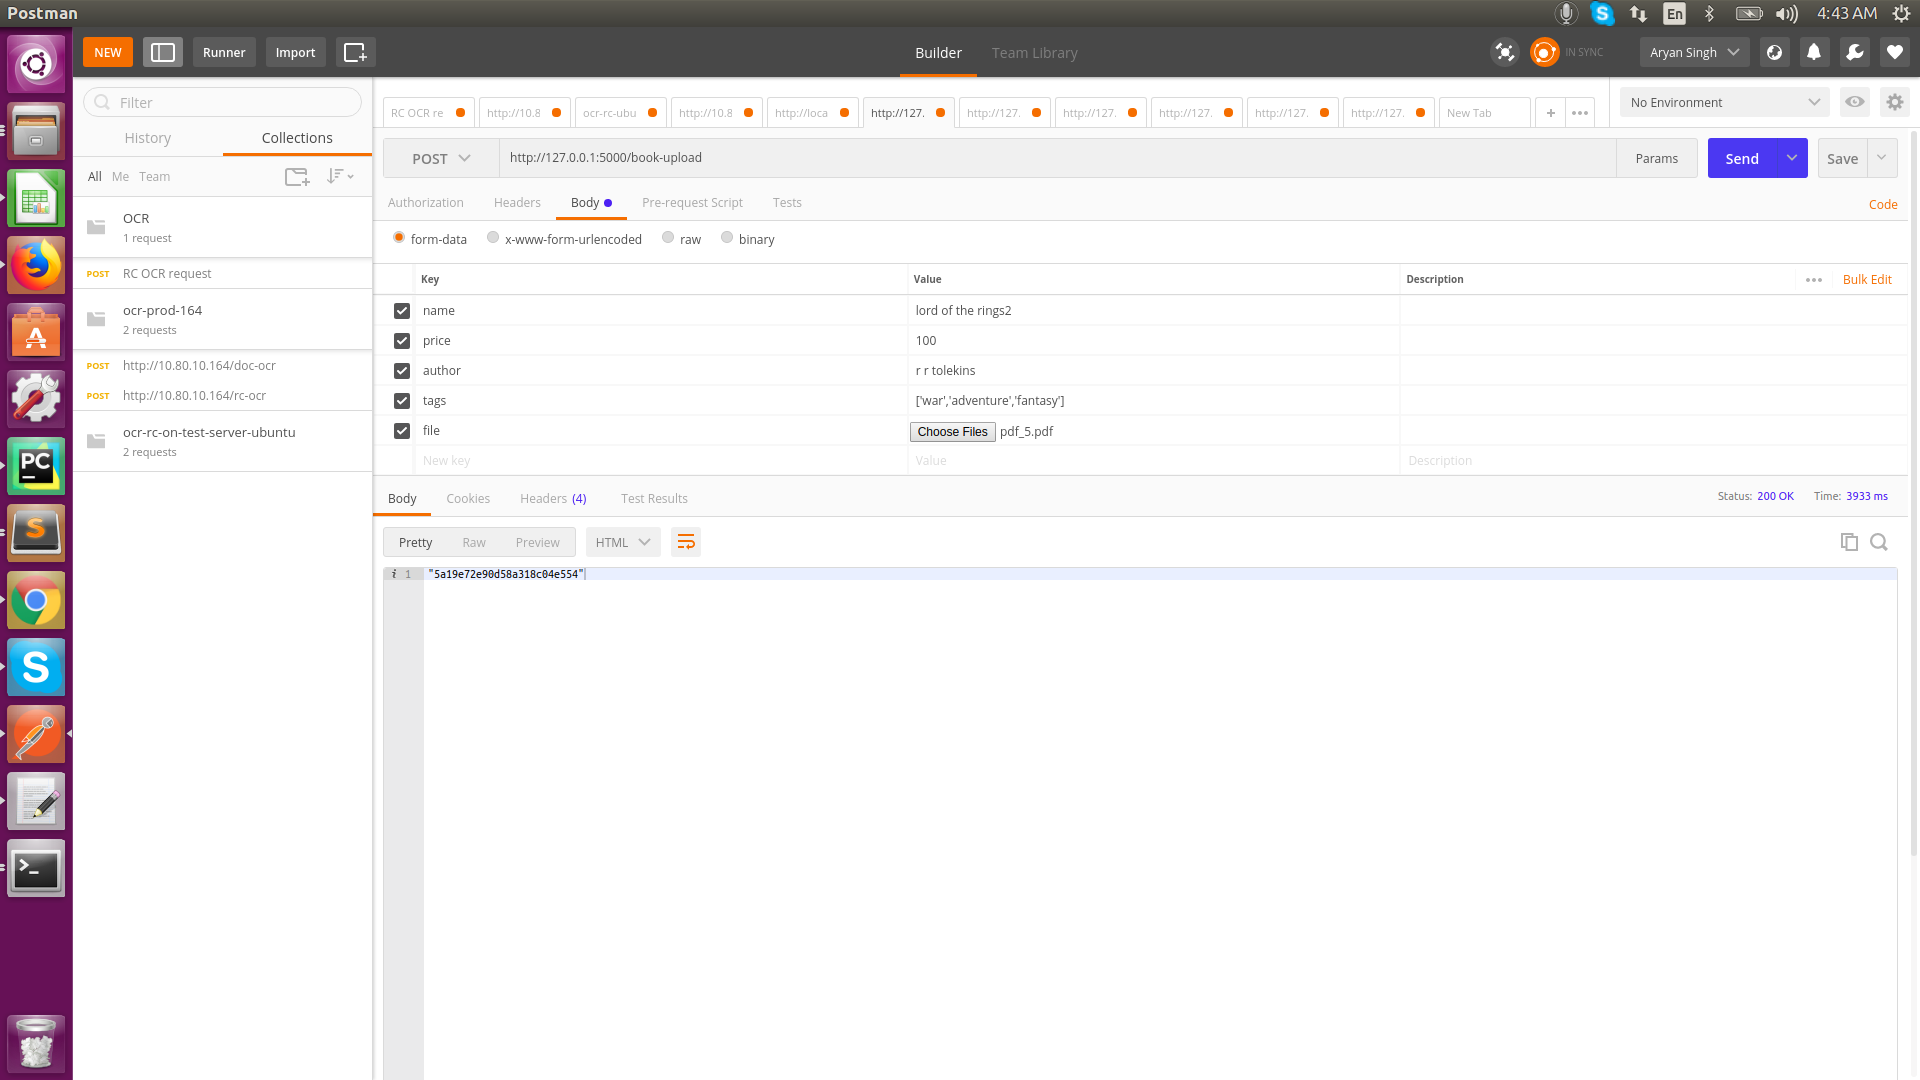 Postman
En
4:43 AM
NEW
Runner
Import
Builder
Team Library
IN SYNC
Aryan Singh
Filter
History
Collections
All Me Team
OCR
1 request
POST RC OCR request
ocr-prod-164
2 requests
POST http://10.80.10.164/doc-ocr
POST http://10.80.10.164/rc-ocr
ocr-rc-on-test-server-ubuntu
2 requests
RC OCR re
http://10.8
ocr-rc-ubu
http://10.8
http://loca
http://127.
http://127.
http://127.
http://127.
http://127.
http://127.
New Tab
+
No Environment
POST
http://127.0.0.1:5000/book-upload
Params
Send
Save
Authorization
Headers
Body
Pre-request Script
Tests
Code
form-data
x-www-form-urlencoded
raw
binary
Key Value Description
Bulk Edit
name lord of the rings2
price 100
author r r tolekins
tags ['war','adventure','fantasy']
file Choose Files pdf_5.pdf
New key Value Description
Body
Cookies
Headers (4)
Test Results
Status: 200 OK Time: 3933 ms
Pretty
Raw
Preview
HTML
i 1 "5a19e72e90d58a318c04e554"
PC
S
S
>_